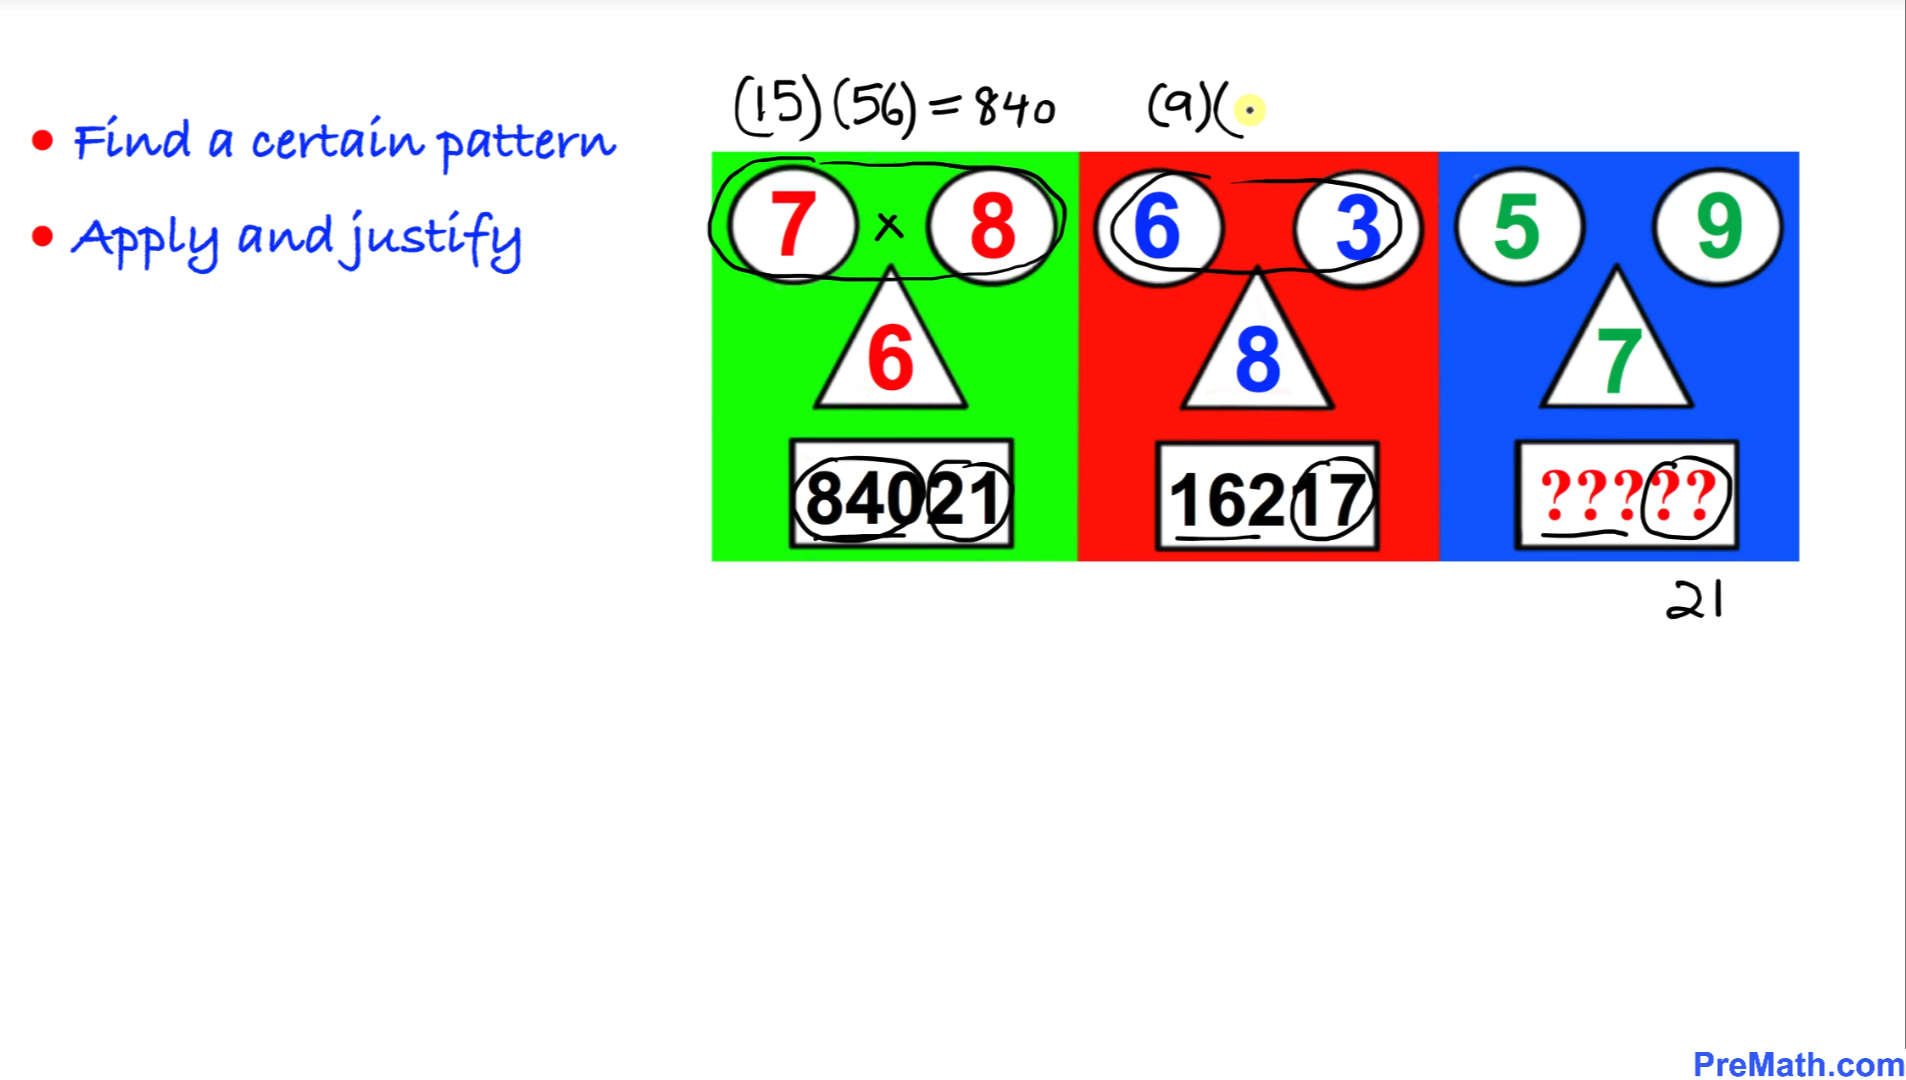 (15)(56) = 840 (9)(
• Find a certain pattern
• Apply and justify
7 × 8 6 3 5 9
6 8 7
84021 16217 ?????
21
PreMath.com